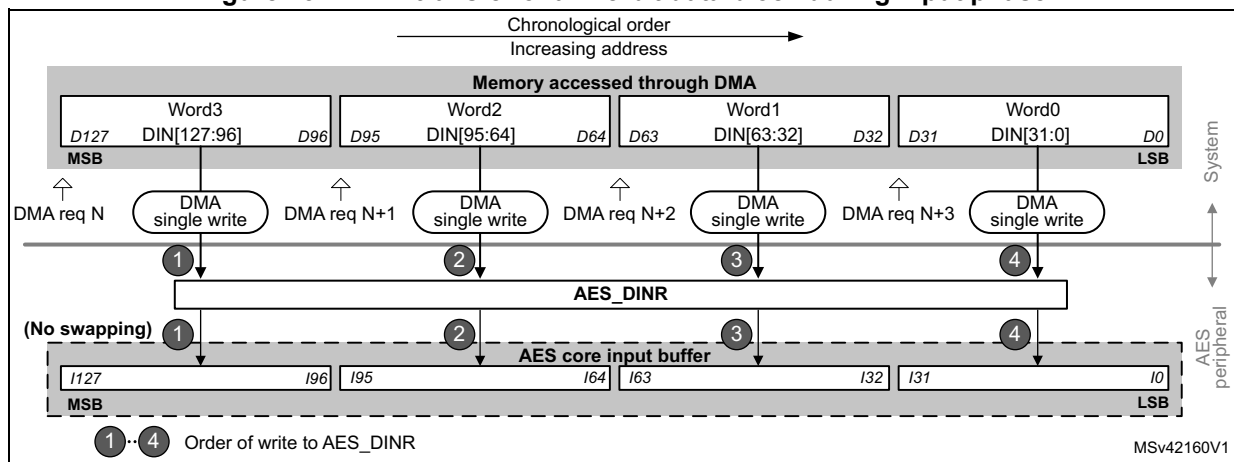 Chronological order
Increasing address
Memory accessed through DMA
Word3 Word2 Word1 Word0
D127 DIN[127:96] D96 D95 DIN[95:64] D64 D63 DIN[63:32] D32 D31 DIN[31:0] D0
MSB LSB
System
DMA req N DMA single write DMA req N+1 DMA single write DMA req N+2 DMA single write DMA req N+3 DMA single write
1 2 3 4
AES_DINR
(No swapping) 1 2 3 4
AES core input buffer
I127 I96 I95 I64 I63 I32 I31 I0
MSB LSB
AES peripheral
1 ·· 4 Order of write to AES_DINR
MSv42160V1